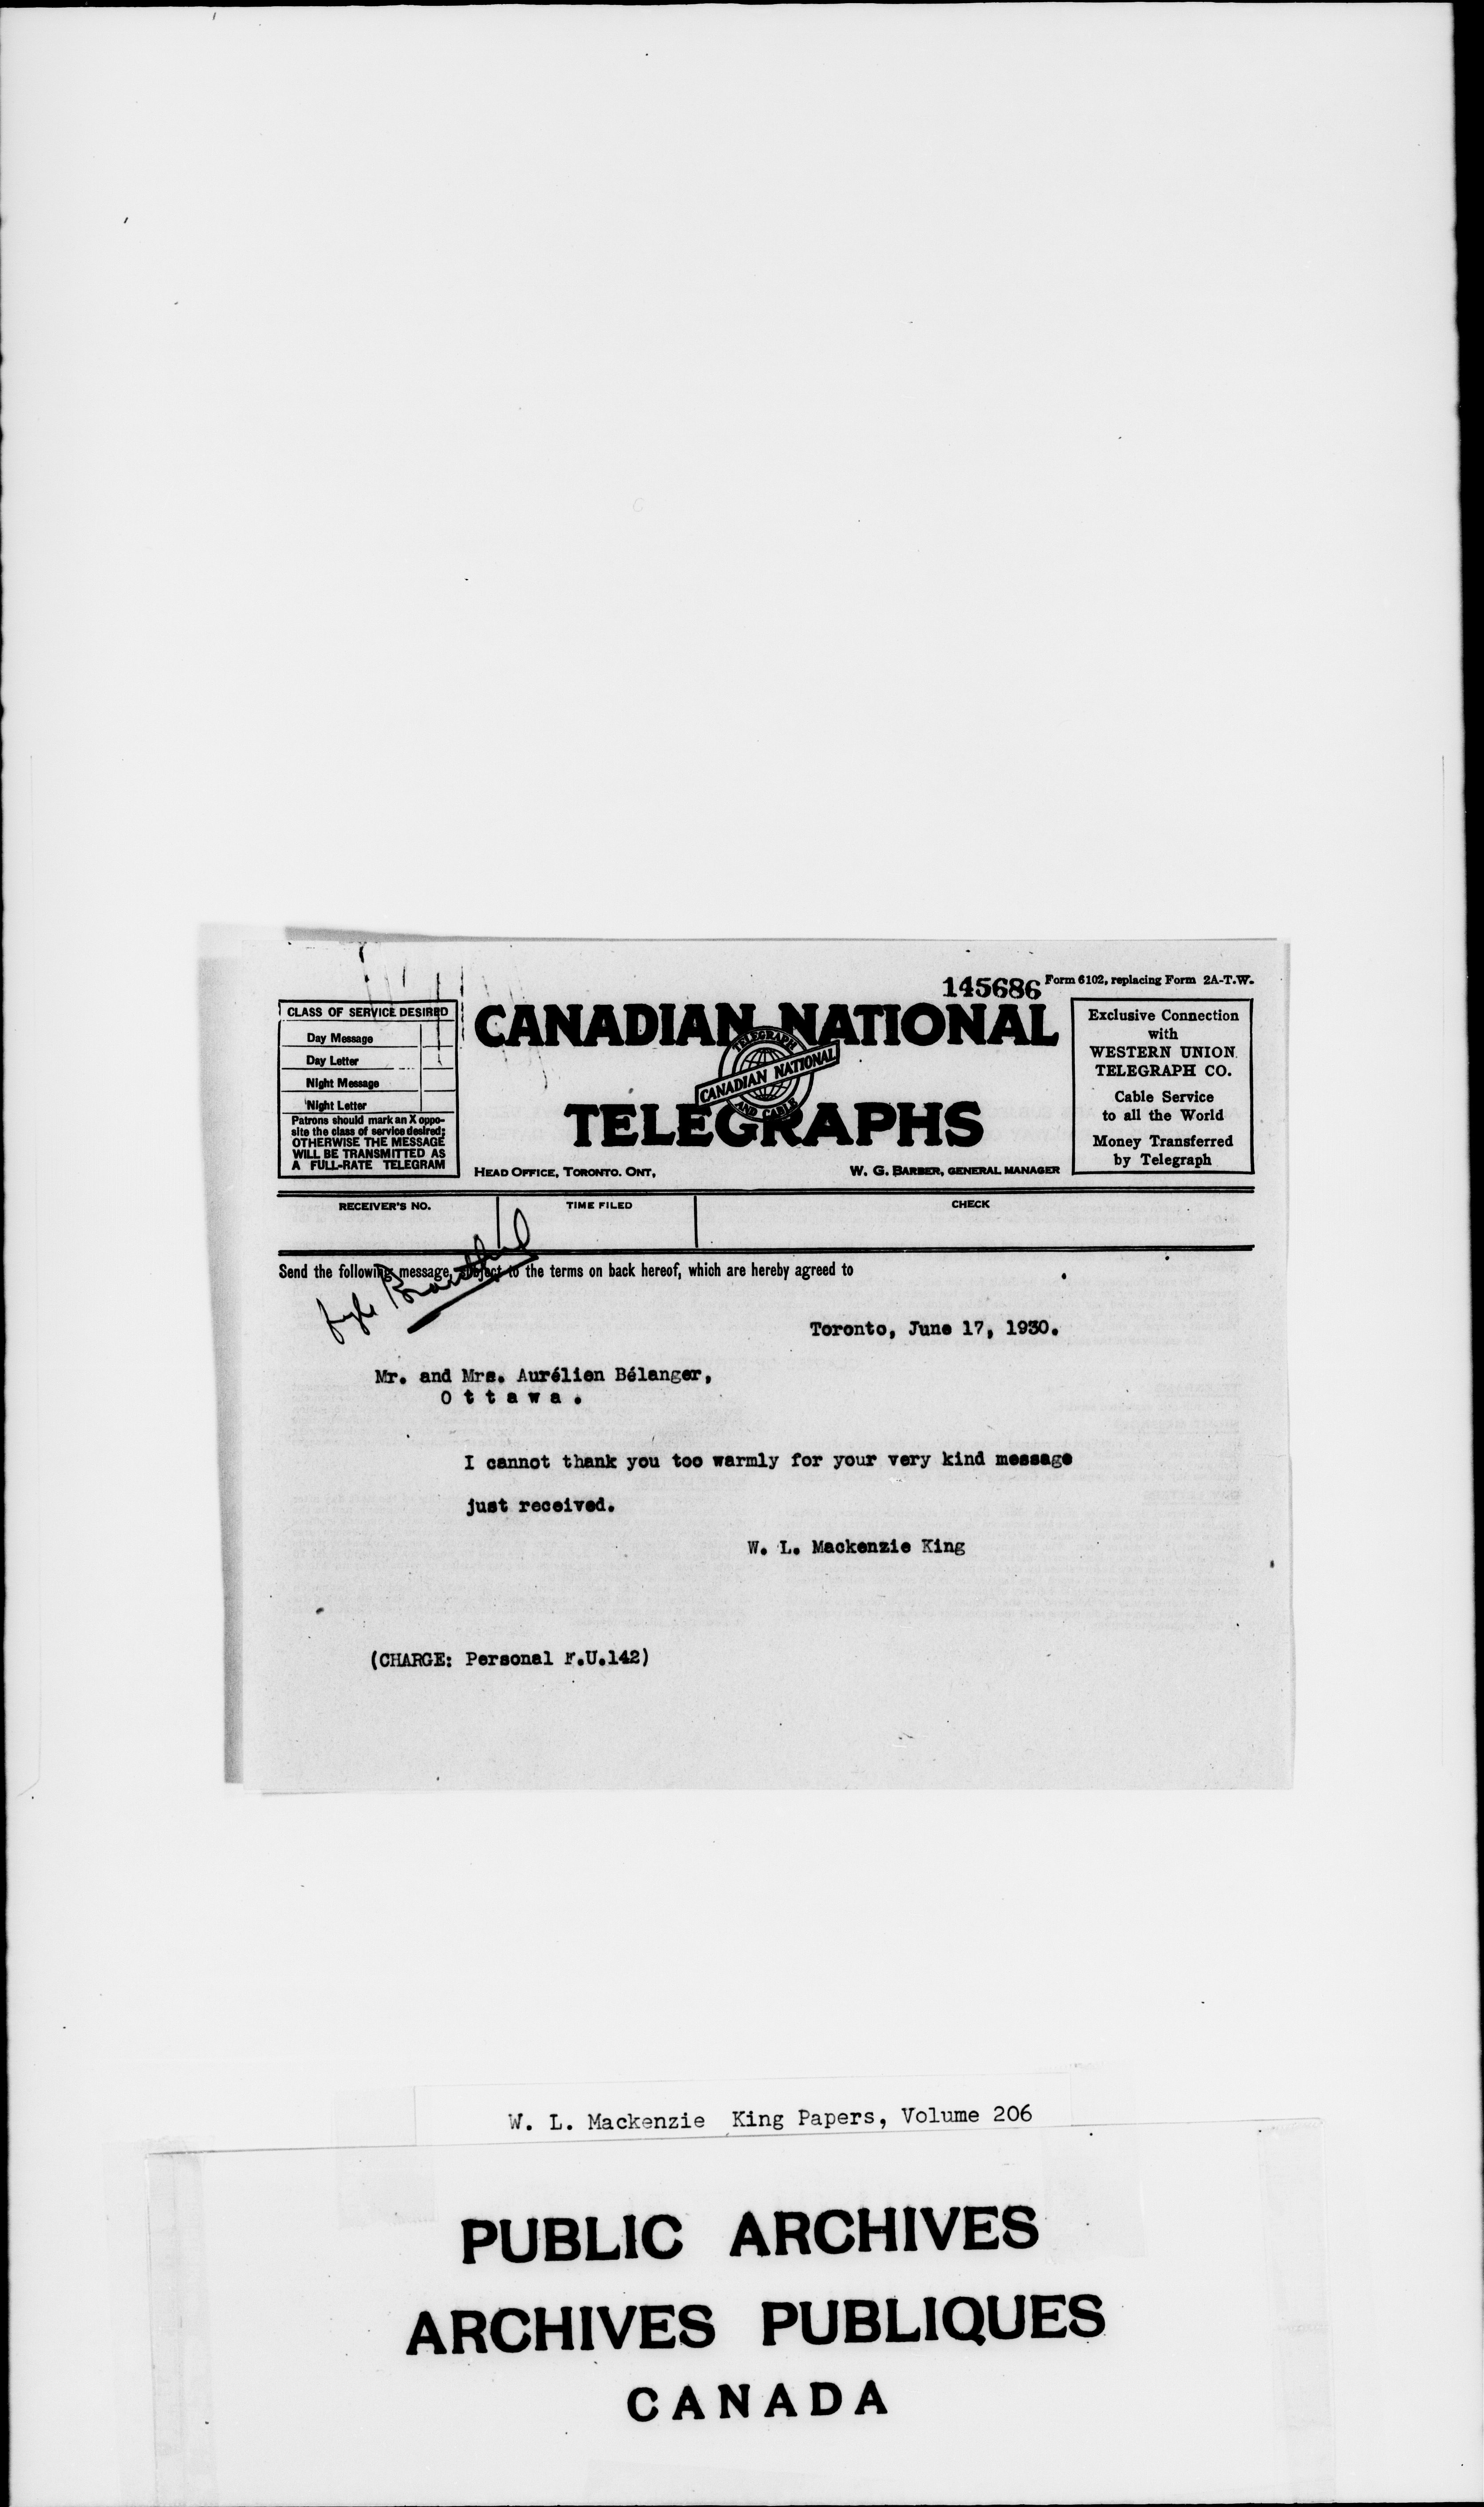 145686 Form 6102, replacing Form 2A-T.W.
CLASS OF SERVICE DESIRED
Day Message
Day Letter
Night Message
Night Letter
Patrons should mark an X oppo-
site the class of service desired;
OTHERWISE THE MESSAGE
WILL BE TRANSMITTED AS
A FULL-RATE TELEGRAM
CANADIAN NATIONAL
TELEGRAPH
CANADIAN NATIONAL
AND CABLE
TELEGRAPHS
HEAD OFFICE, TORONTO. ONT,
W. G. BARBER, GENERAL MANAGER
Exclusive Connection
with
WESTERN UNION
TELEGRAPH CO.
Cable Service
to all the World
Money Transferred
by Telegraph
RECEIVER'S NO. TIME FILED CHECK
Send the following message, subject to the terms on back hereof, which are hereby agreed to
Toronto, June 17, 1930.
Mr. and Mrs. Aurélien Bélanger,
Ottawa.
I cannot thank you too warmly for your very kind message
just received.
W. L. Mackenzie King
(CHARGE: Personal F.U.142)
W. L. Mackenzie King Papers, Volume 206
PUBLIC ARCHIVES
ARCHIVES PUBLIQUES
CANADA